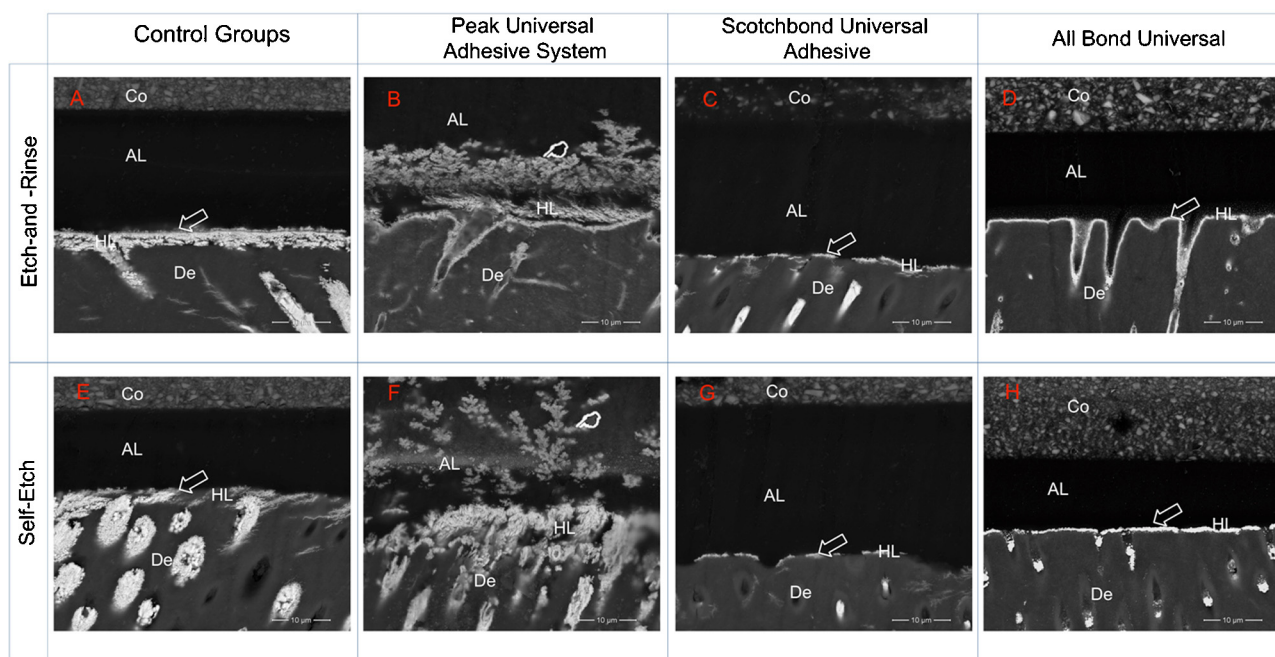 Control Groups
Peak Universal
Adhesive System
Scotchbond Universal
Adhesive
All Bond Universal
Etch-and -Rinse
A
Co
AL
HL
De
10 µm
B
AL
HL
De
10 µm
C
Co
AL
HL
De
10 µm
D
Co
AL
HL
De
10 µm
Self-Etch
E
Co
AL
HL
De
10 µm
F
AL
HL
De
10 µm
G
Co
AL
HL
De
10 µm
H
Co
AL
HL
De
10 µm